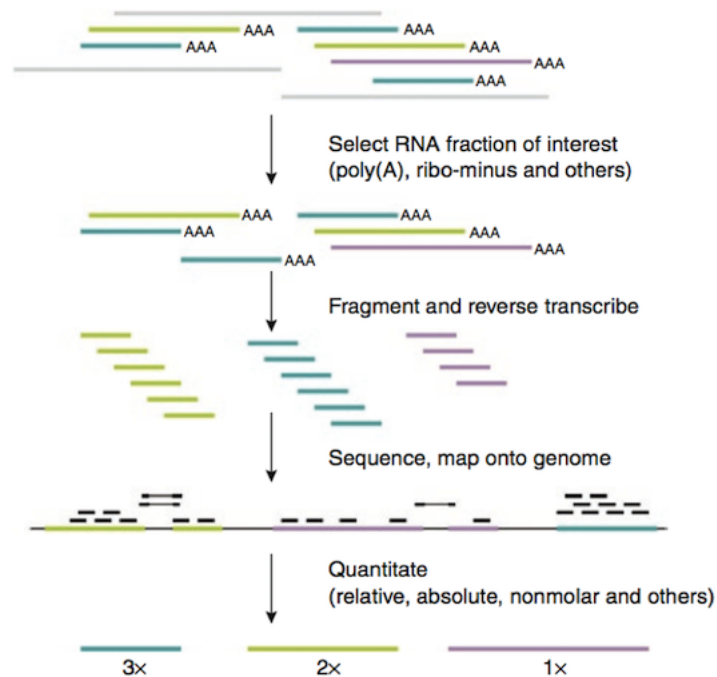 AAA
AAA
AAA
AAA
AAA
AAA
Select RNA fraction of interest
(poly(A), ribo-minus and others)
AAA
AAA
AAA
AAA
AAA
AAA
Fragment and reverse transcribe
Sequence, map onto genome
Quantitate
(relative, absolute, nonmolar and others)
3× 2× 1×